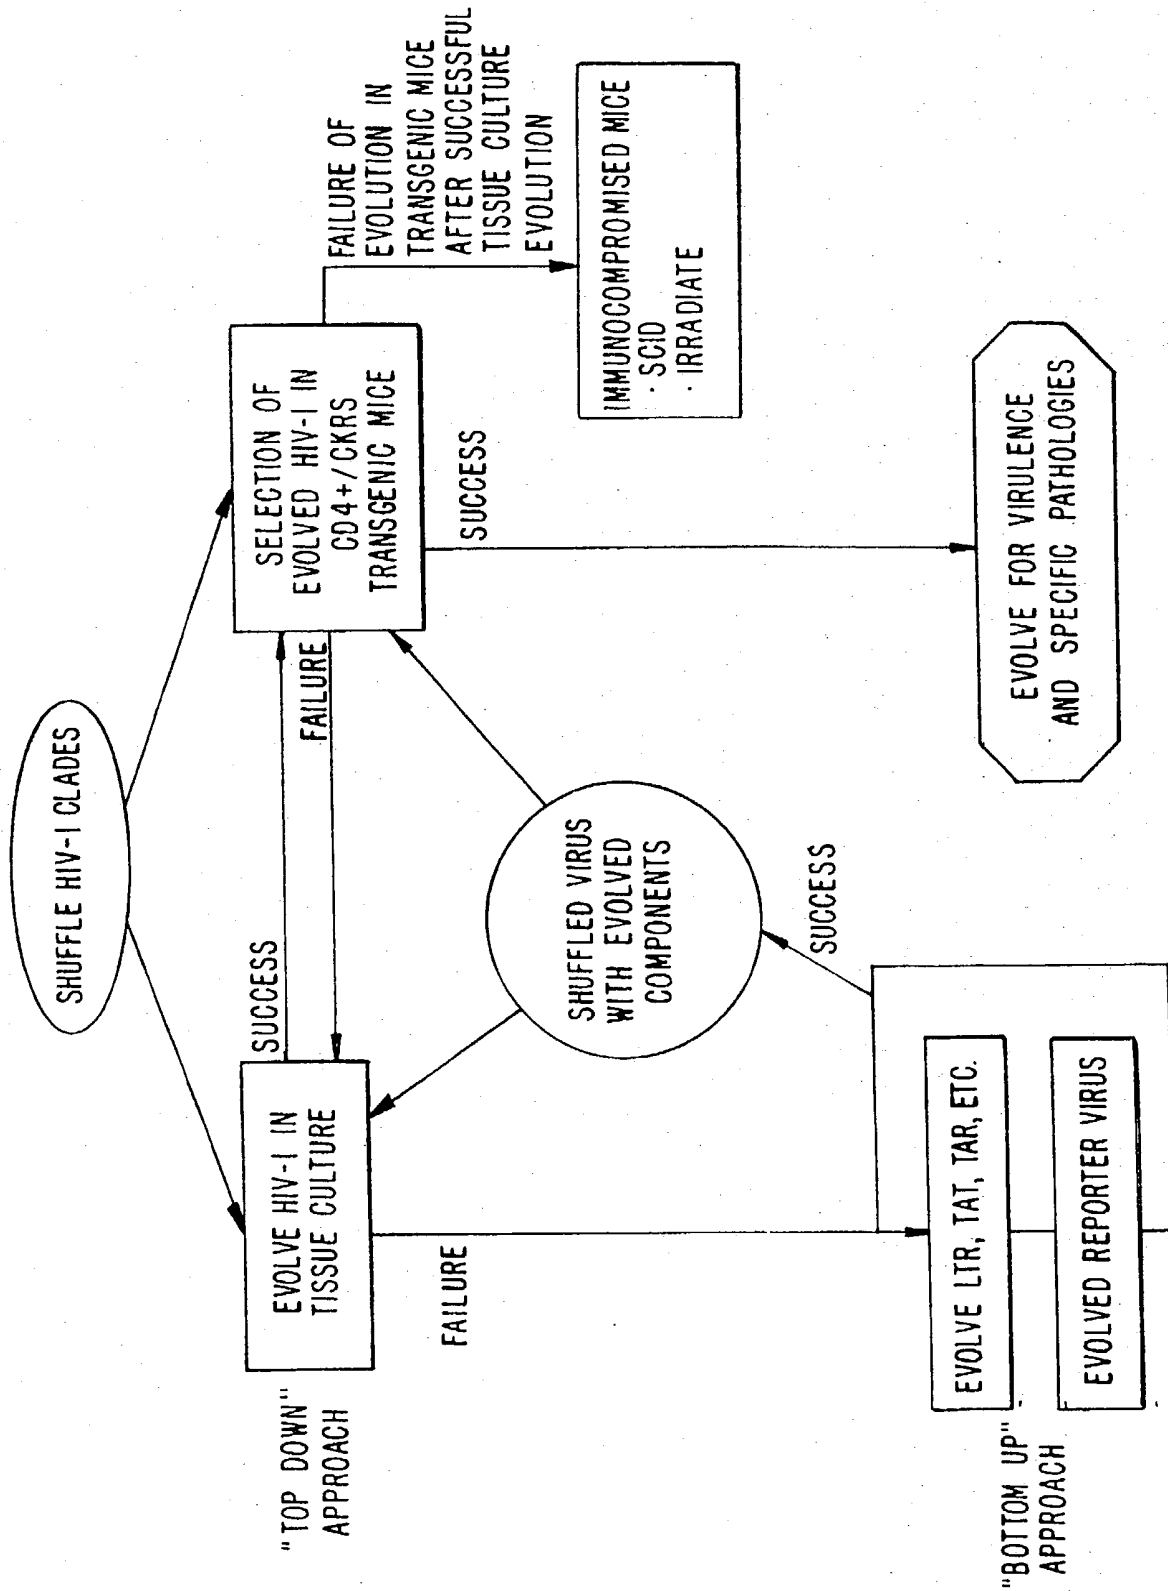 SHUFFLE HIV-1 CLADES
"TOP DOWN"
APPROACH
EVOLVE HIV-1 IN
TISSUE CULTURE
SUCCESS
FAILURE
SELECTION OF
EVOLVED HIV-1 IN
CD4+/CKRS
TRANSGENIC MICE
FAILURE OF
EVOLUTION IN
TRANSGENIC MICE
AFTER SUCCESSFUL
TISSUE CULTURE
EVOLUTION
FAILURE
SHUFFLED VIRUS
WITH EVOLVED
COMPONENTS
SUCCESS
IMMUNOCOMPROMISED MICE
· SCID
· IRRADIATE
SUCCESS
"BOTTOM UP"
APPROACH
EVOLVE LTR, TAT, TAR, ETC.
EVOLVED REPORTER VIRUS
EVOLVE FOR VIRULENCE
AND SPECIFIC PATHOLOGIES